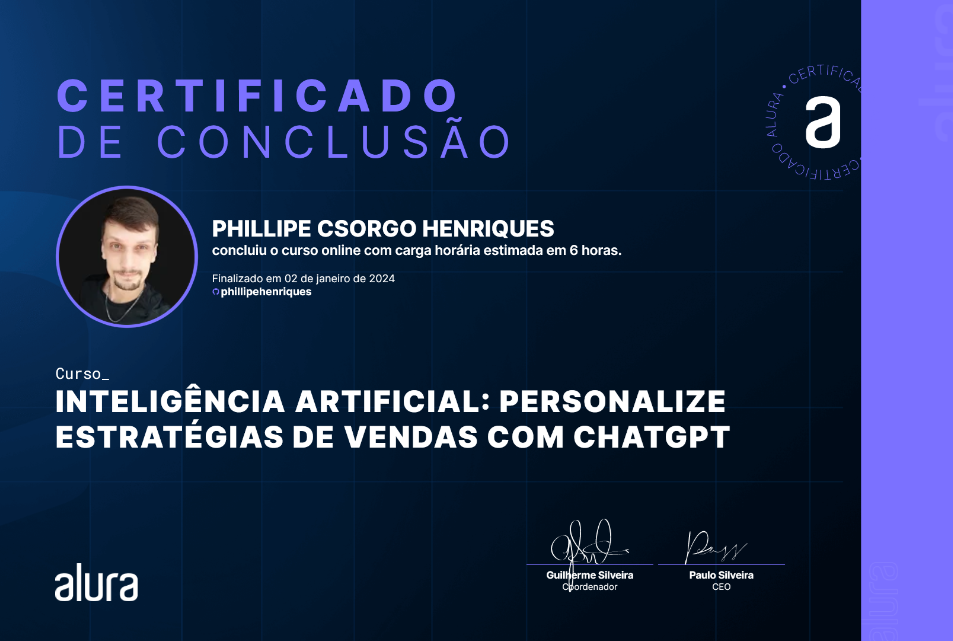 CERTIFICADO
DE CONCLUSÃO
• CERTIFICA
CERTIFICADO ALURA
a
alura
PHILLIPE CSORGO HENRIQUES
concluiu o curso online com carga horária estimada em 6 horas.
Finalizado em 02 de janeiro de 2024
phillipehenriques
Curso_
INTELIGÊNCIA ARTIFICIAL: PERSONALIZE
ESTRATÉGIAS DE VENDAS COM CHATGPT
Guilherme Silveira
Coordenador
Paulo Silveira
CEO
alura
alura